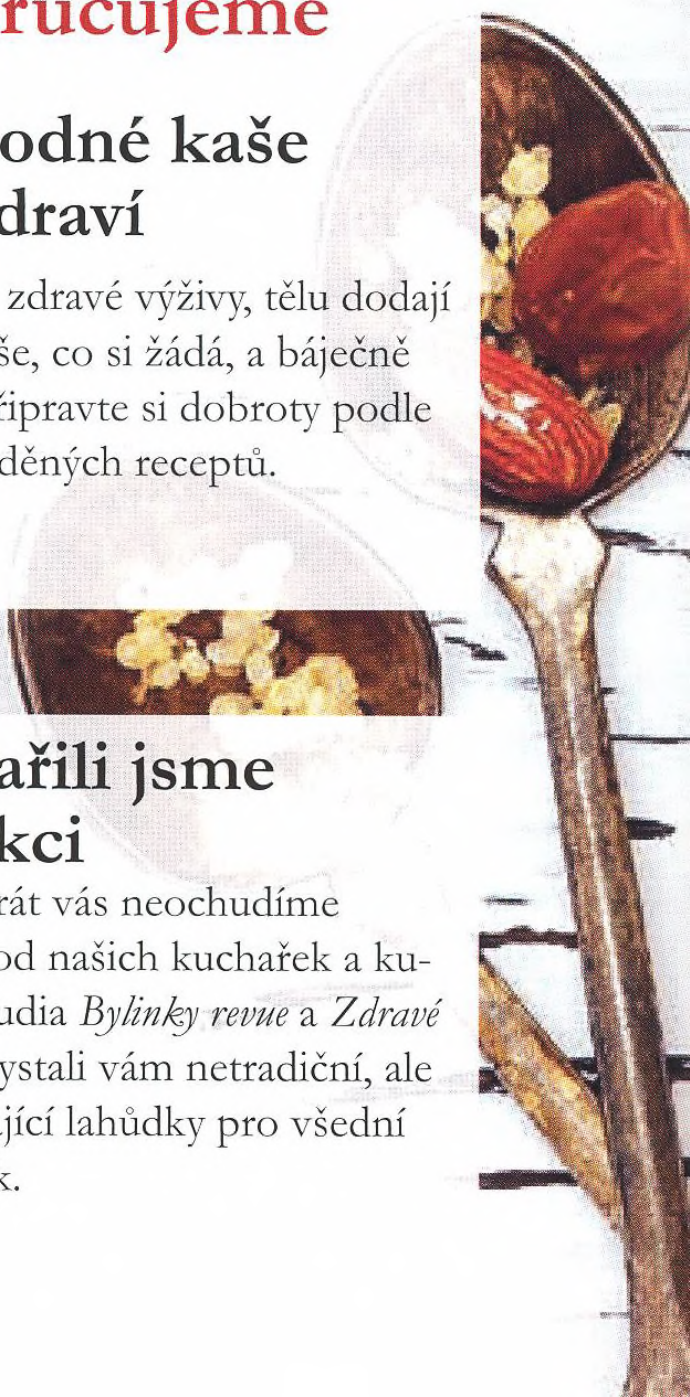 ručujeme
odné kaše
draví
zdravé výživy, tělu dodají
še, co si žádá, a báječně
řipravte si dobroty podle
děných receptů.
ařili jsme
kci
rát vás neochudíme
od našich kuchařek a ku-
udia Bylinky revue a Zdravé
ystali vám netradiční, ale
jící lahůdky pro všední
k.